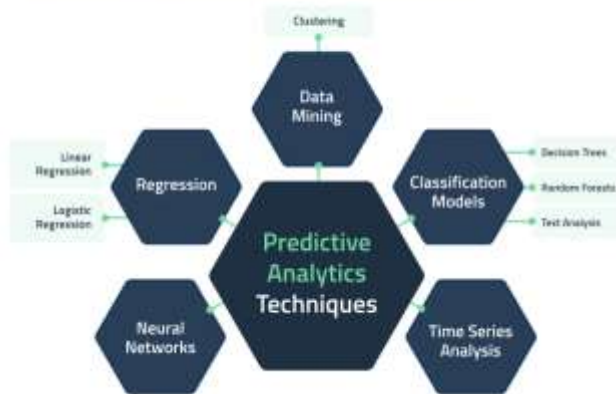 Clustering
Data
Mining
Linear
Regression
Regression
Logistic
Regression
Classification
Models
Decision Trees
Random Forests
Text Analysis
Predictive
Analytics
Techniques
Neural
Networks
Time Series
Analysis